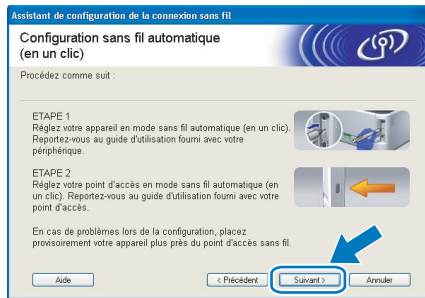 Assistant de configuration de la connexion sans fil
Configuration sans fil automatique
(en un clic)
Procédez comme suit :
ETAPE 1
Réglez votre appareil en mode sans fil automatique (en un clic).
Reportez-vous au guide d'utilisation fourni avec votre
périphérique.
ETAPE 2
Réglez votre point d'accès en mode sans fil automatique (en
un clic). Reportez-vous au guide d'utilisation fourni avec votre
point d'accès.
En cas de problèmes lors de la configuration, placez
provisoirement votre appareil plus près du point d'accès sans fil.
Aide
< Précédent
Suivant >
Annuler